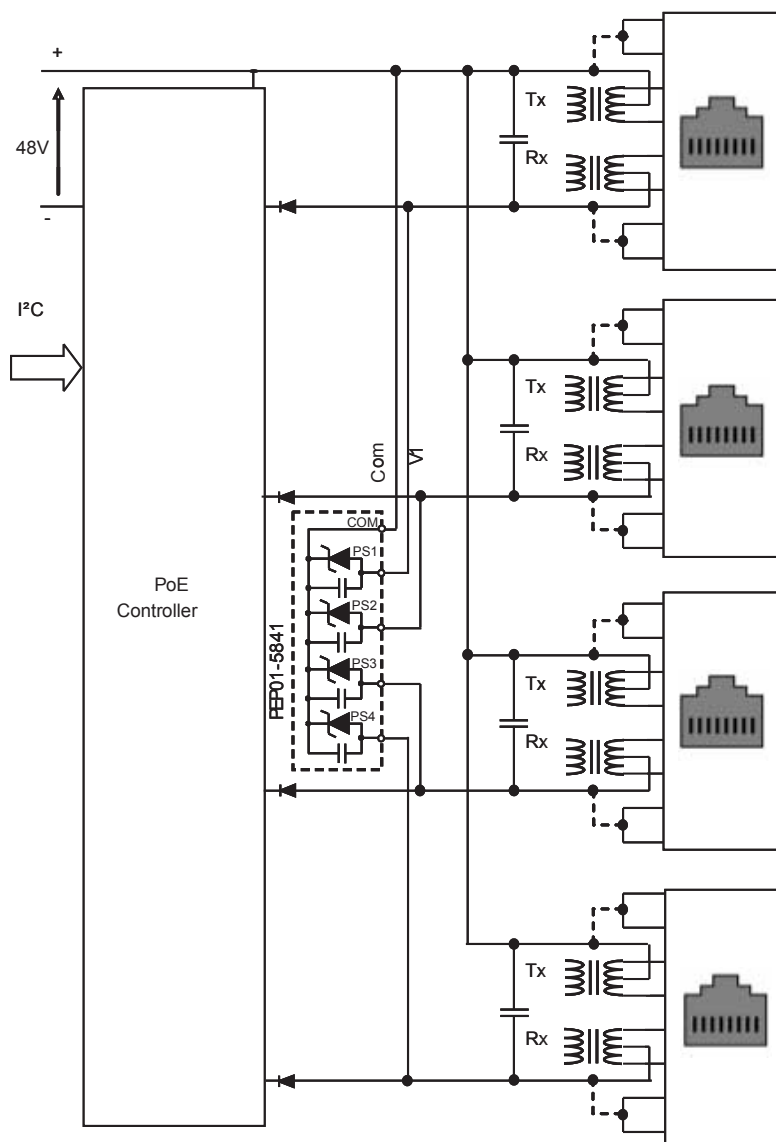 +
48V
-
I²C
PoE
Controller
PEP01-5841
Com
V1
COM
PS1
PS2
PS3
PS4
Tx
Rx
Tx
Rx
Tx
Rx
Tx
Rx